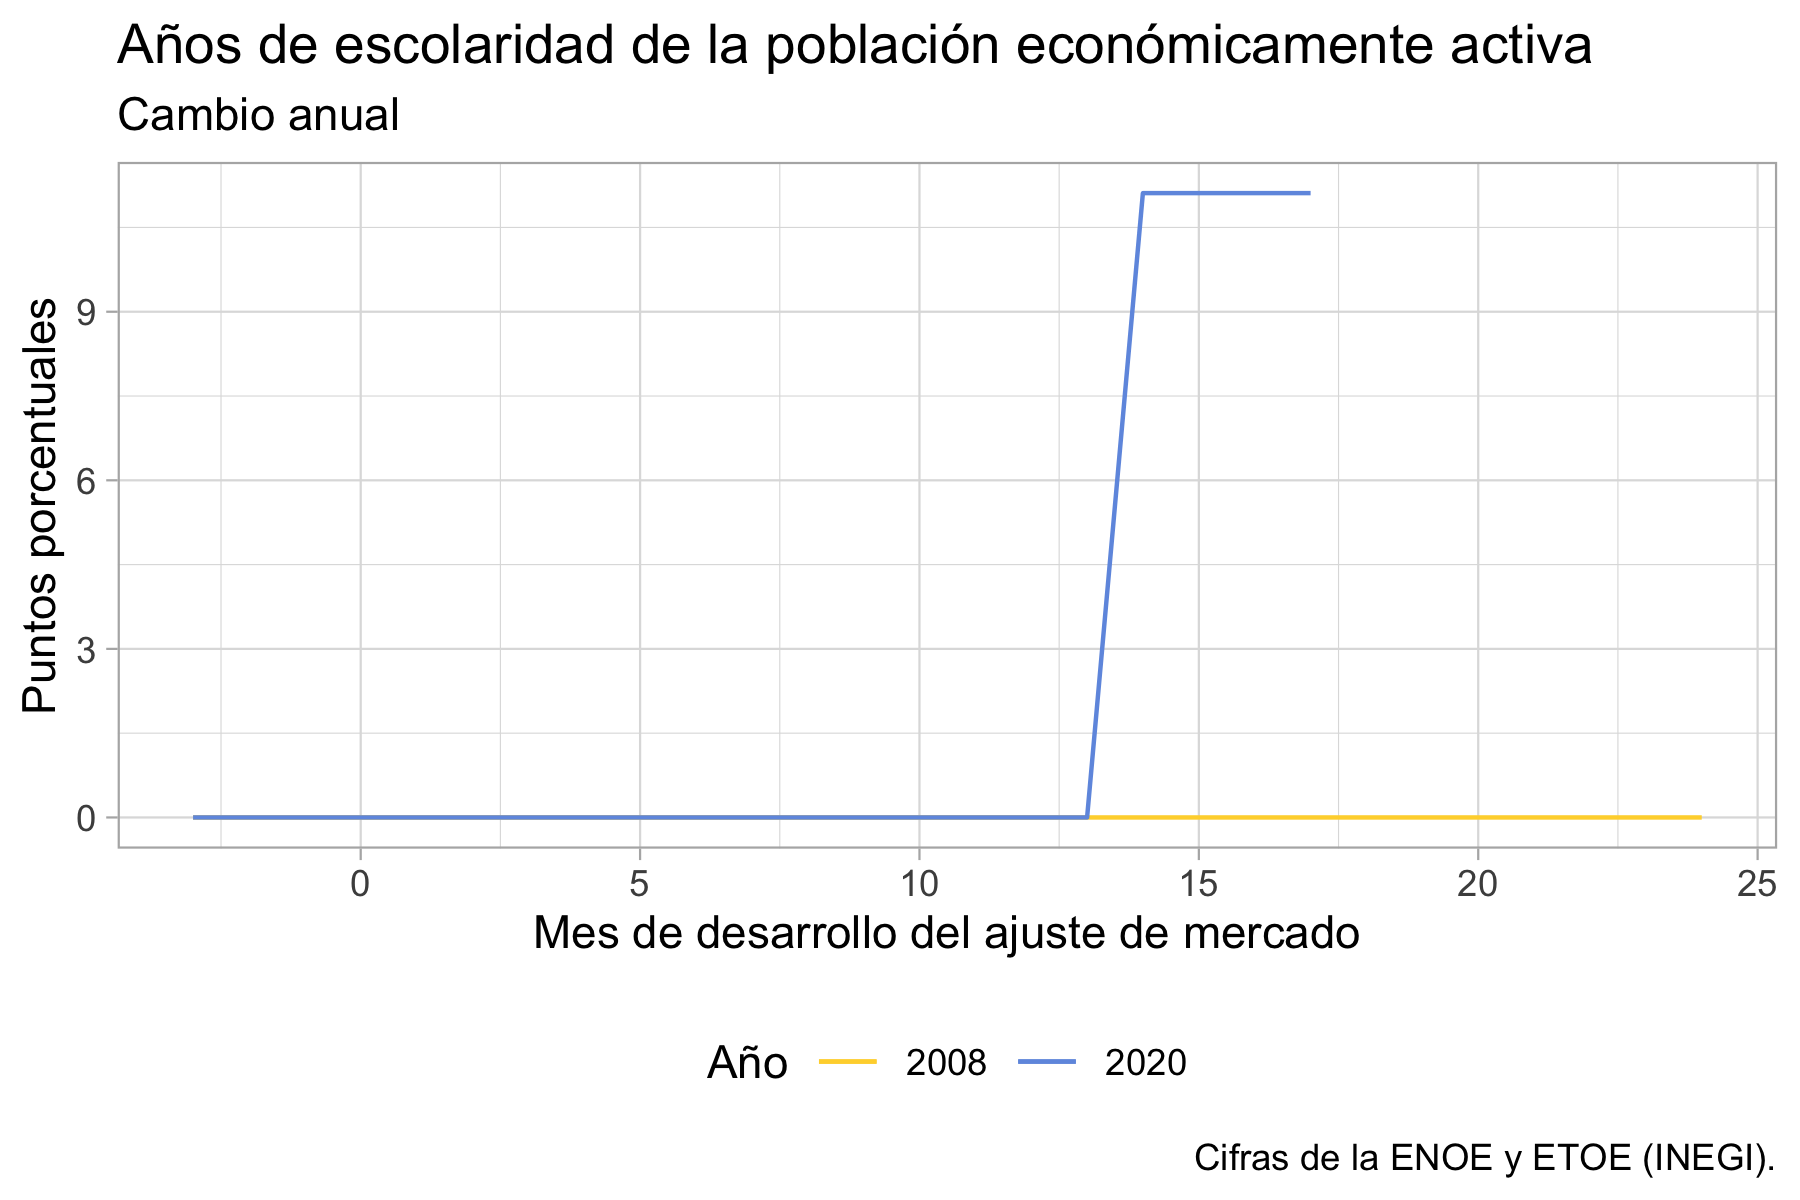 Años de escolaridad de la población económicamente activa
Cambio anual
Puntos porcentuales
9
6
3
0
0 5 10 15 20 25
Mes de desarrollo del ajuste de mercado
Año 2008 2020
Cifras de la ENOE y ETOE (INEGI).